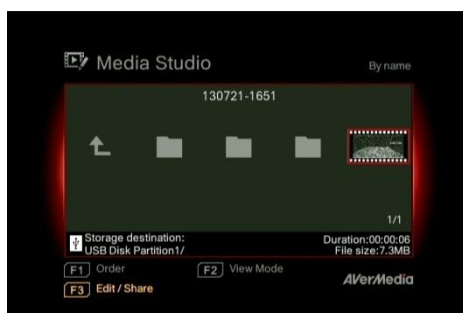 Media Studio
By name
130721-1651
1/1
Storage destination:
USB Disk Partition1/
Duration:00:00:06
File size:7.3MB
F1 Order
F2 View Mode
F3 Edit / Share
AVerMedia